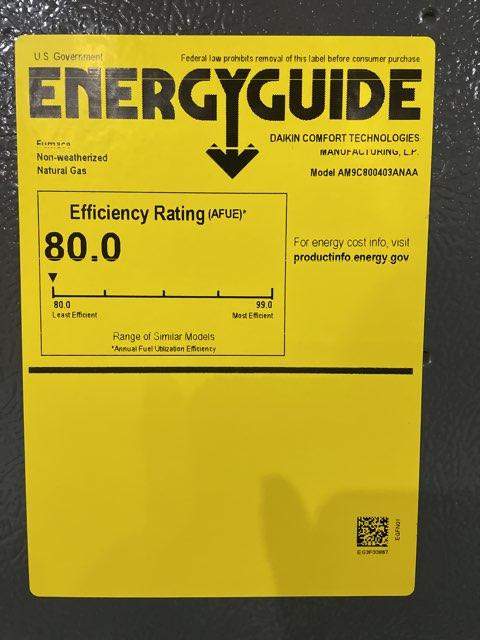 U.S. Government
Federal law prohibits removal of this label before consumer purchase
ENERGYGUIDE
Furnace
Non-weatherized
Natural Gas
DAIKIN COMFORT TECHNOLOGIES
MANUFACTURING, L.P.
Model AM9C800403ANAA
Efficiency Rating (AFUE)*
80.0
80.0 99.0
Least Efficient Most Efficient
Range of Similar Models
*Annual Fuel Utilization Efficiency
For energy cost info, visit
productinfo.energy.gov
EGFN01